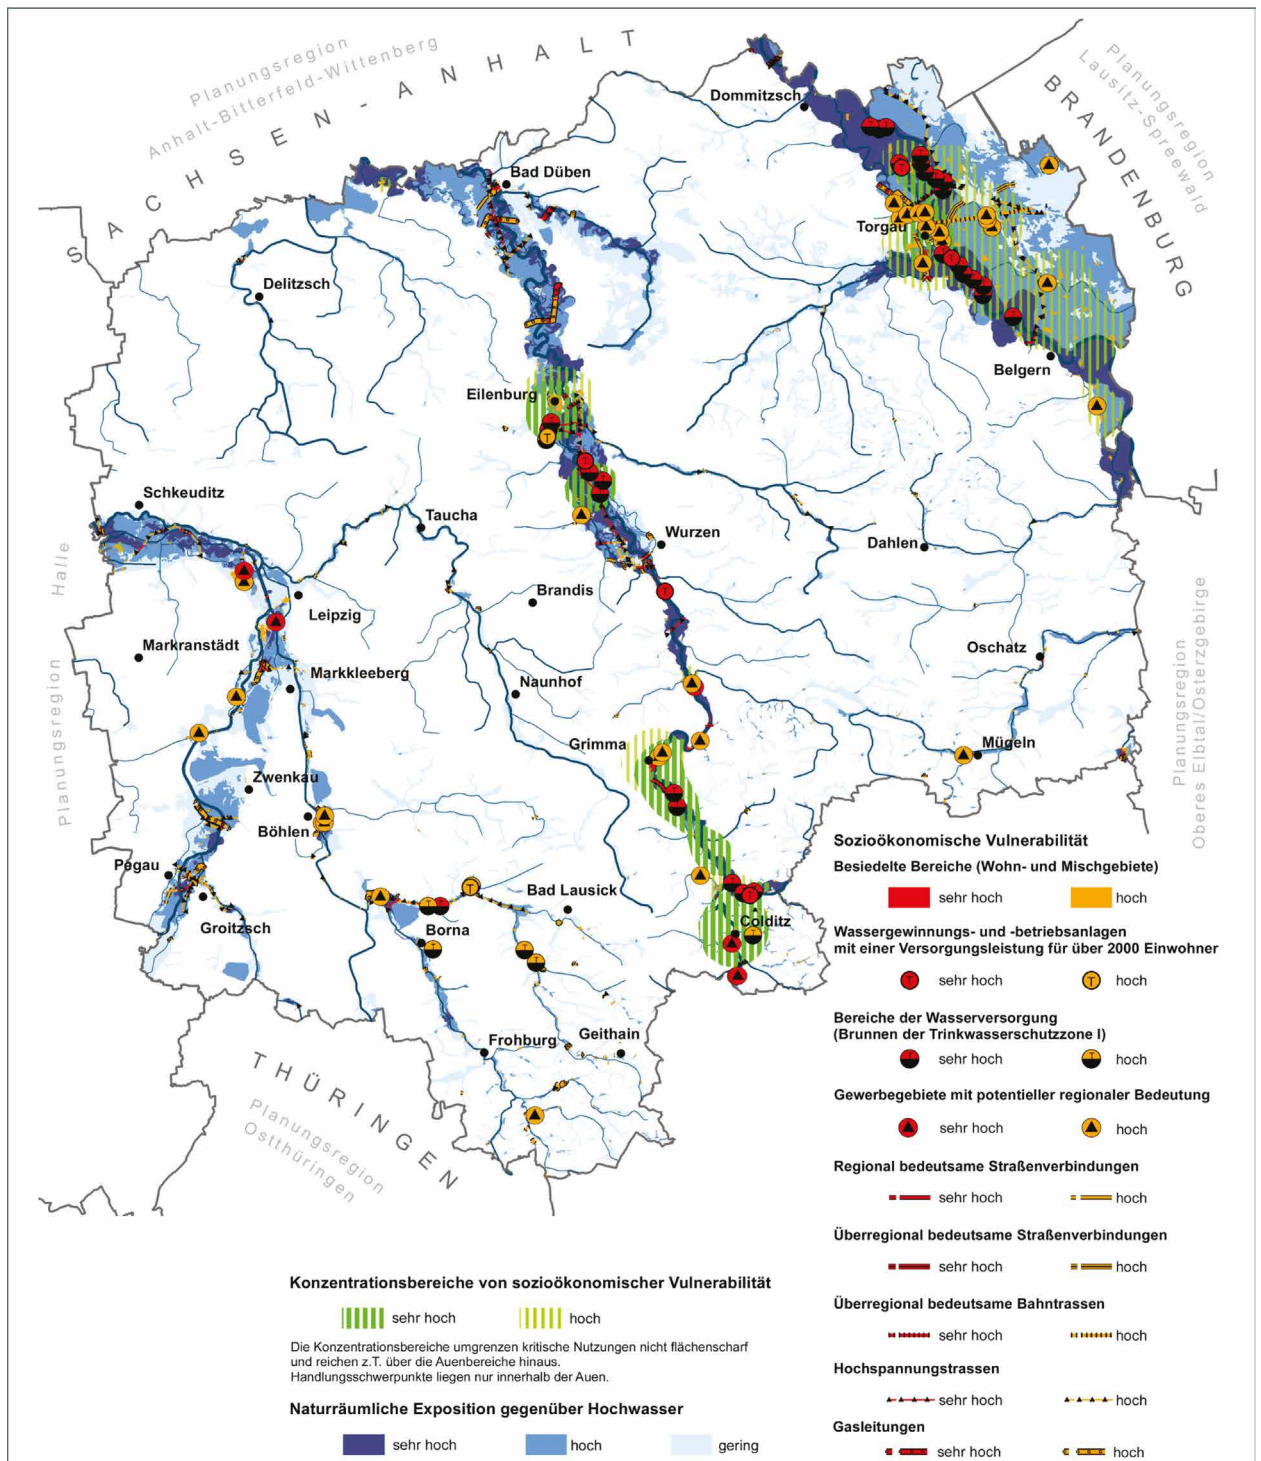 Planungsregion
Anhalt-Bitterfeld-Wittenberg
SACHSEN-ANHALT
Planungsregion
Lausitz-Spreewald
BRANDENBURG
Dommitzsch
Bad Düben
Torgau
Delitzsch
Belgern
Eilenburg
Schkeuditz
Taucha
Wurzen
Dahlen
Planungsregion Halle
Brandis
Leipzig
Markranstädt
Oschatz
Markkleeberg
Naunhof
Planungsregion
Oberes Elbtal/Osterzgebirge
Grimma
Mügeln
Zwenkau
Böhlen
Pegau
Bad Lausick
Groitzsch
Borna
Colditz
Frohburg
Geithain
THÜRINGEN
Planungsregion
Ostthüringen
Sozioökonomische Vulnerabilität
Besiedelte Bereiche (Wohn- und Mischgebiete)
sehr hoch hoch
Wassergewinnungs- und -betriebsanlagen
mit einer Versorgungsleistung für über 2000 Einwohner
T sehr hoch T hoch
Bereiche der Wasserversorgung
(Brunnen der Trinkwasserschutzzone I)
T sehr hoch T hoch
Gewerbegebiete mit potentieller regionaler Bedeutung
sehr hoch hoch
Regional bedeutsame Straßenverbindungen
sehr hoch hoch
Überregional bedeutsame Straßenverbindungen
sehr hoch hoch
Überregional bedeutsame Bahntrassen
sehr hoch hoch
Hochspannungstrassen
sehr hoch hoch
Gasleitungen
sehr hoch hoch
Konzentrationsbereiche von sozioökonomischer Vulnerabilität
sehr hoch hoch
Die Konzentrationsbereiche umgrenzen kritische Nutzungen nicht flächenscharf
und reichen z.T. über die Auenbereiche hinaus.
Handlungsschwerpunkte liegen nur innerhalb der Auen.
Naturräumliche Exposition gegenüber Hochwasser
sehr hoch hoch gering